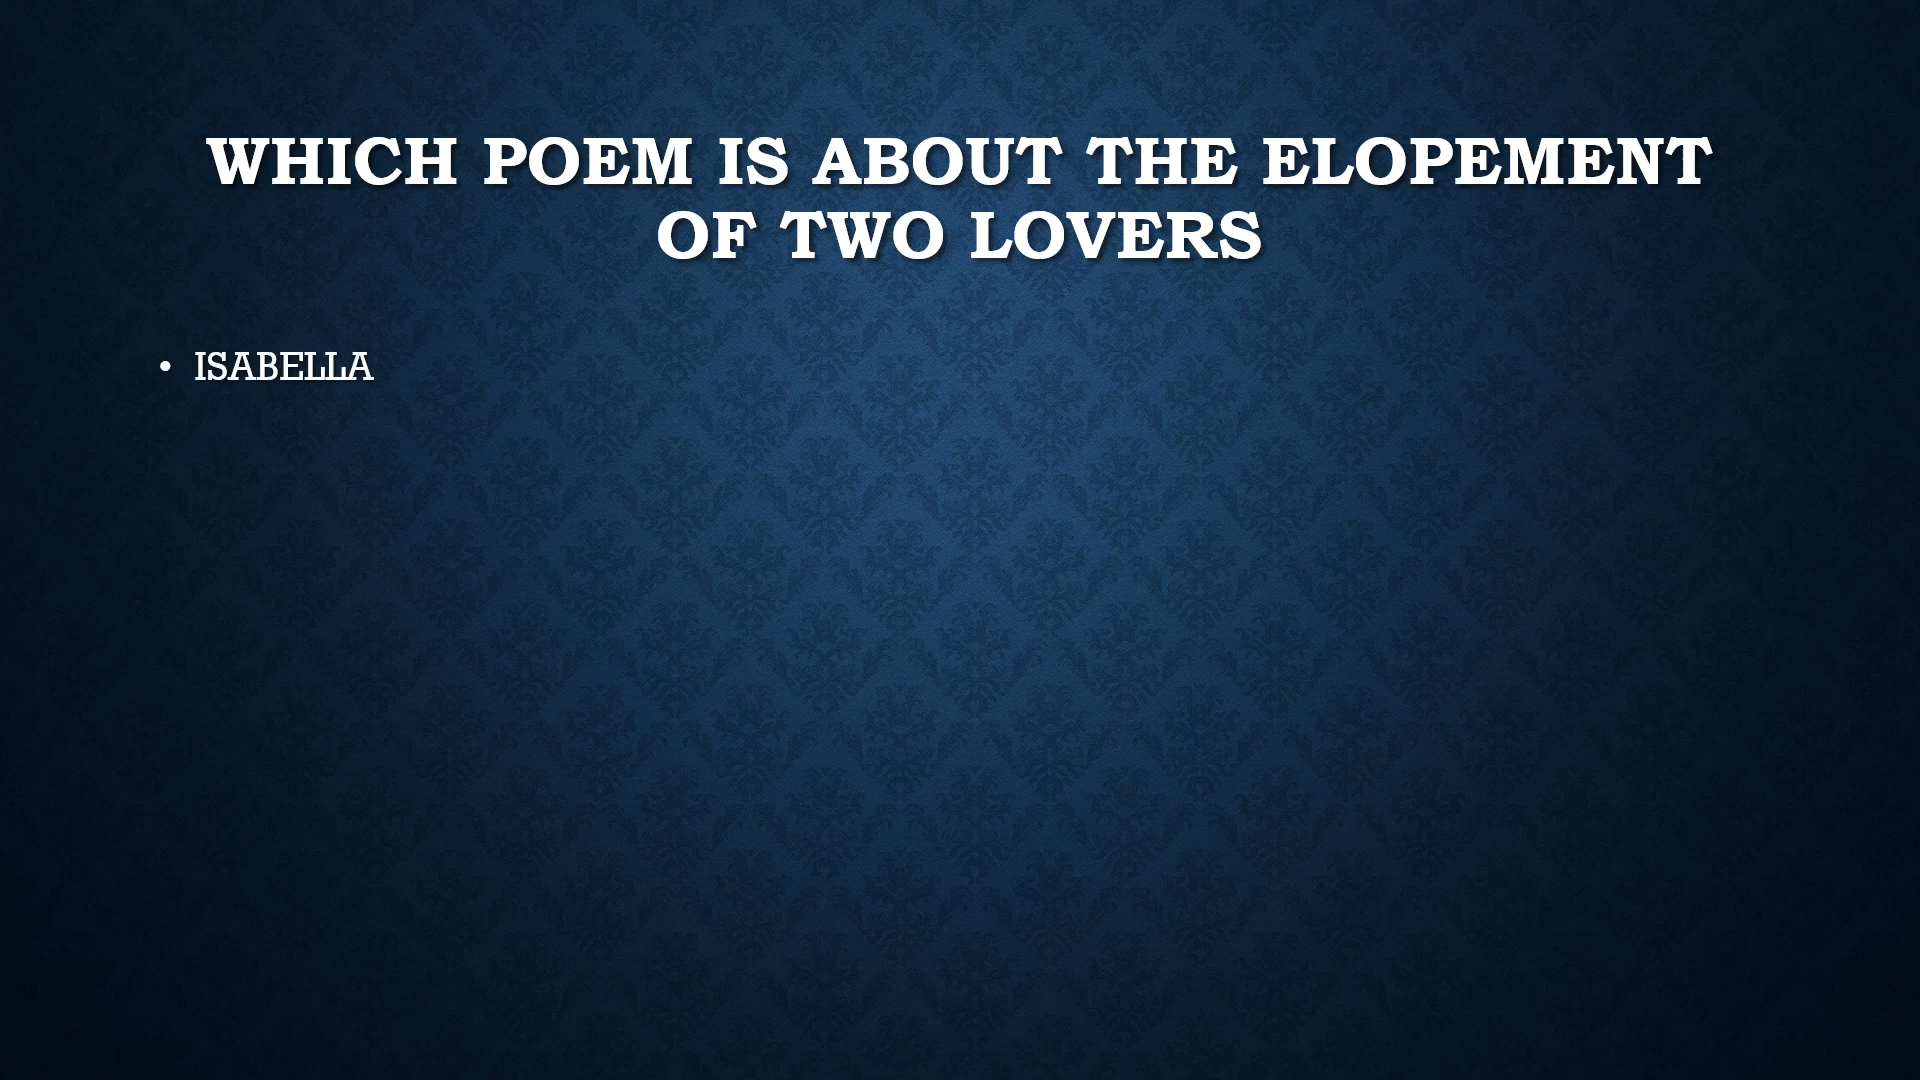 WHICH POEM IS ABOUT THE ELOPEMENT
OF TWO LOVERS
• ISABELLA